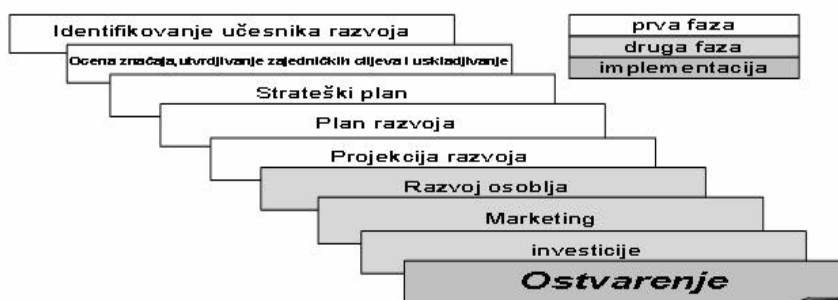 Identifikovanje učesnika razvoja
Ocena značaja, utvrdjivanje zajedničkih ciljeva i uskladjivanje
Strateški plan
Plan razvoja
Projekcija razvoja
Razvoj osoblja
Marketing
investicije
Ostvarenje
prva faza
druga faza
implementacija